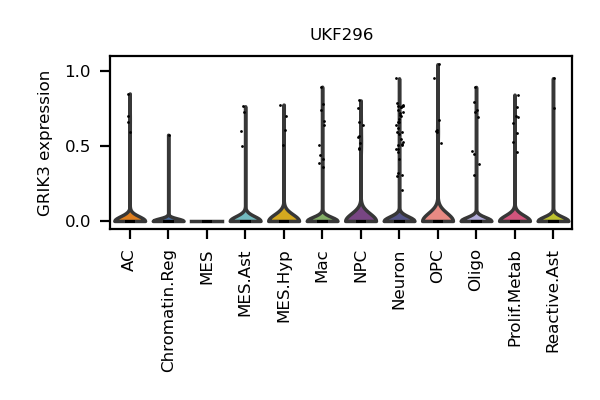 UKF296
GRIK3 expression
1.0
0.5
0.0
AC
Chromatin.Reg
MES
MES.Ast
MES.Hyp
Mac
NPC
Neuron
OPC
Oligo
Prolif.Metab
Reactive.Ast